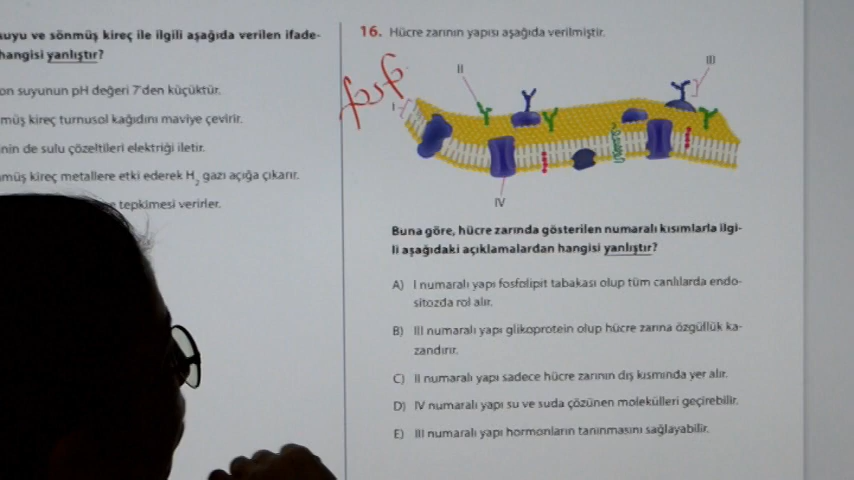 suyu ve sönmüş kireç ile ilgili aşağıda verilen ifade-
hangisi yanlıştır?
on suyunun pH değeri 7'den küçüktür.
müş kireç turnusol kağıdını maviye çevirir.
nin de sulu çözeltileri elektriği iletir.
müş kireç metallere etki ederek H2 gazı açığa çıkarır.
tepkimesi verirler.
16. Hücre zarının yapısı aşağıda verilmiştir.
fosf
I
II
III
IV
Buna göre, hücre zarında gösterilen numaralı kısımlarla ilgi-
li aşağıdaki açıklamalardan hangisi yanlıştır?
A) I numaralı yapı fosfolipit tabakası olup tüm canlılarda endo-
sitozda rol alır.
B) III numaralı yapı glikoprotein olup hücre zarına özgüllük ka-
zandırır.
C) II numaralı yapı sadece hücre zarının dış kısmında yer alır.
D) IV numaralı yapı su ve suda çözünen molekülleri geçirebilir.
E) III numaralı yapı hormonların tanınmasını sağlayabilir.